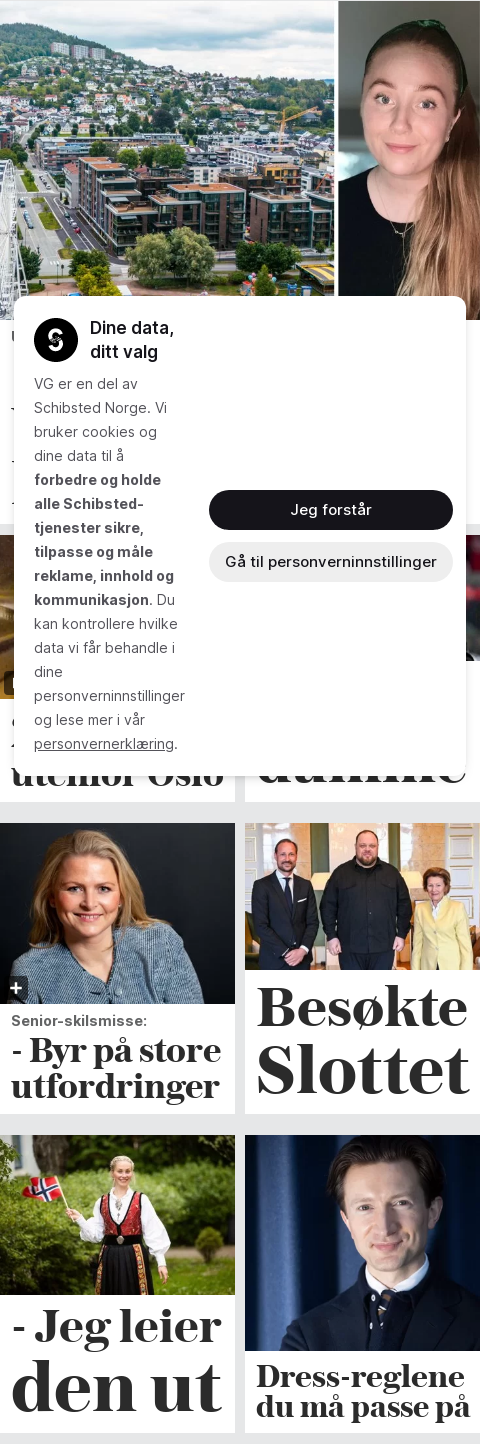 Dine data,
ditt valg
VG er en del av
Schibsted Norge. Vi
bruker cookies og
dine data til å
forbedre og holde
alle Schibsted-
tjenester sikre,
tilpasse og måle
reklame, innhold og
kommunikasjon. Du
kan kontrollere hvilke
data vi får behandle i
dine
personverninnstillinger
og lese mer i vår
personvernerklæring.
Jeg forstår
Gå til personverninnstillinger
utenfor Oslo
dumme
Senior-skilsmisse:
- Byr på store
utfordringer
Besøkte
Slottet
- Jeg leier
den ut
Dress-reglene
du må passe på